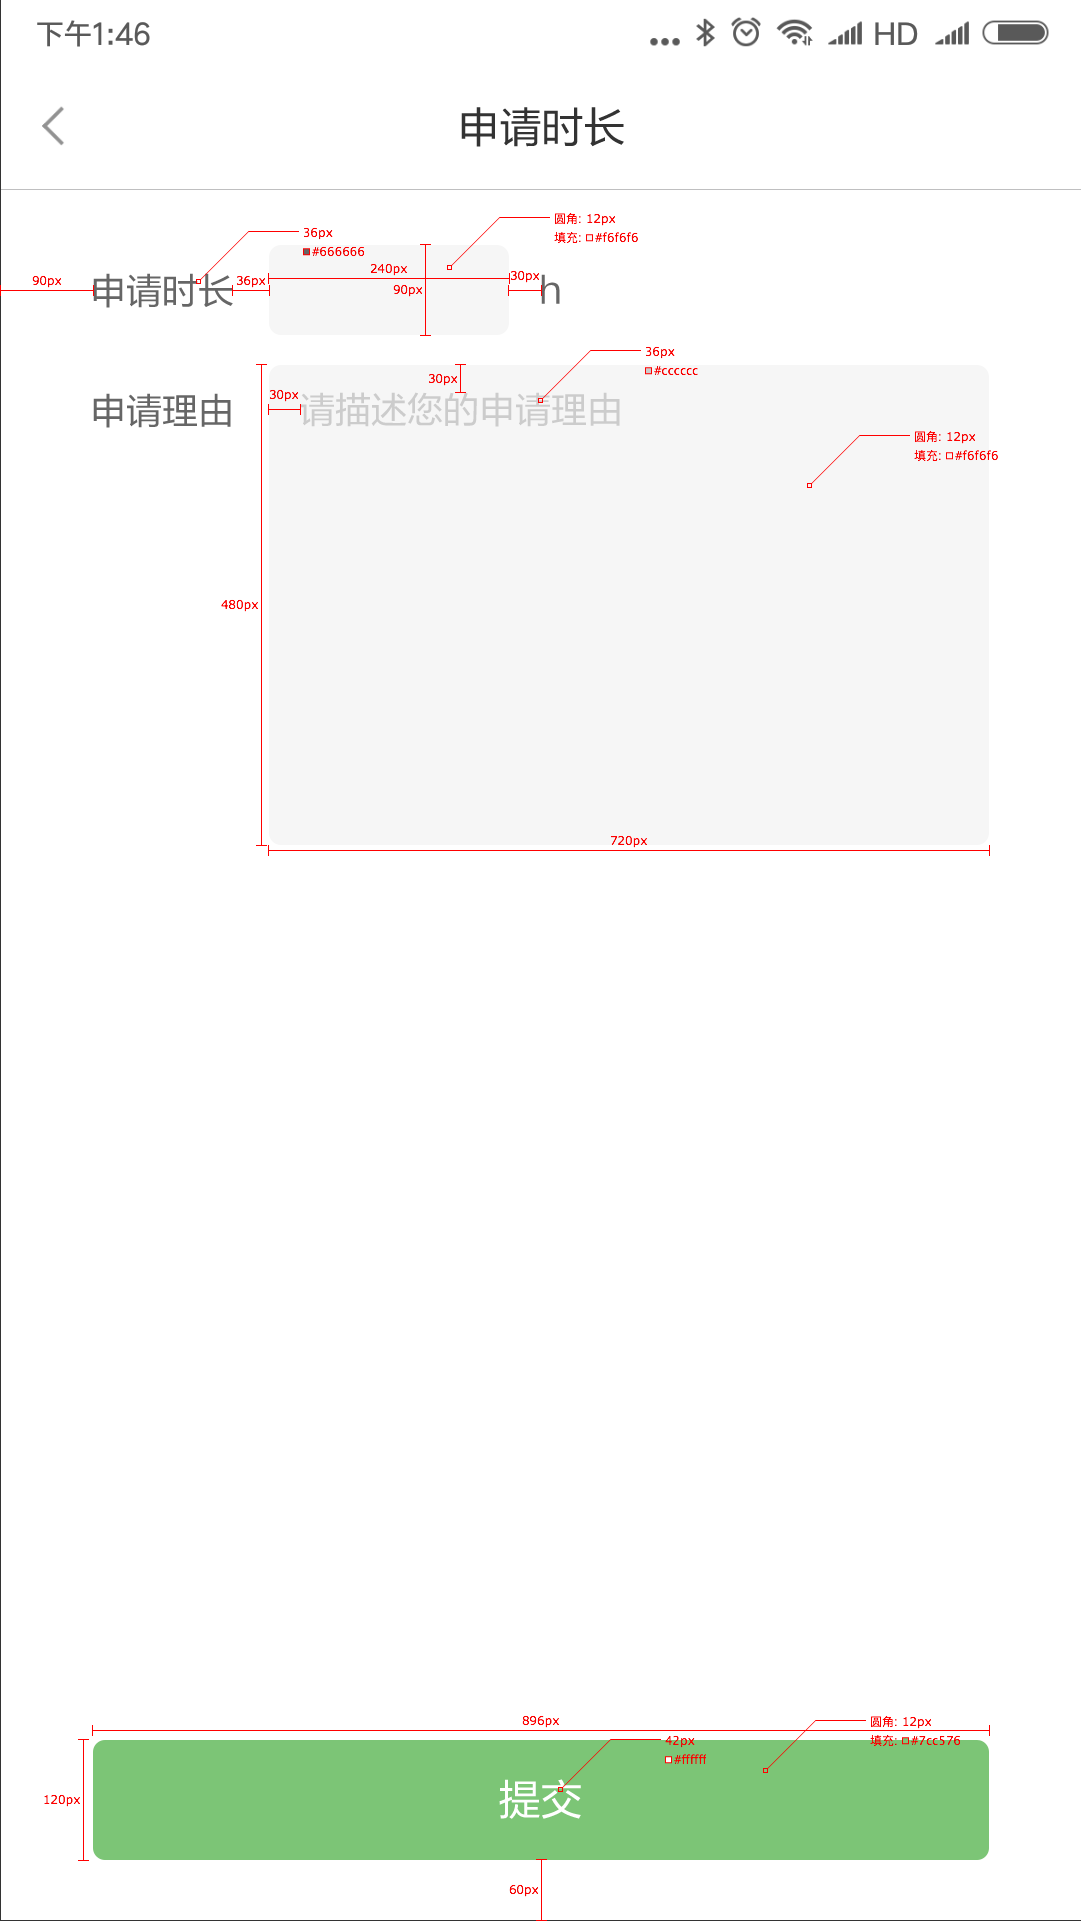 下午1:46
HD
申请时长
36px
#666666
圆角: 12px
填充: #f6f6f6
90px
申请时长
36px
240px
90px
30px
h
36px
#cccccc
30px
30px
申请理由
请描述您的申请理由
圆角: 12px
填充: #f6f6f6
480px
720px
896px
圆角: 12px
填充: #7cc576
42px
#ffffff
120px
提交
60px